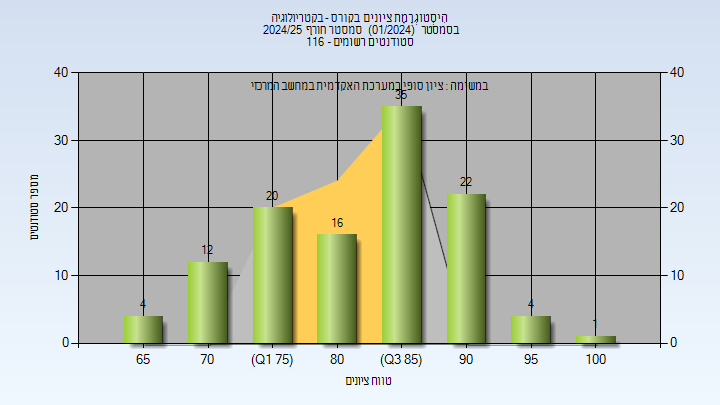 היסטוגרמת ציונים בקורס - בקטריולוגיה
בסמסטר (01/2024) סמסטר חורף 2024/25
סטודנטים רשומים - 116
במשימה : ציון סופי במערכת האקדמית במחשב המרכזי
40 40
30 30
20 20
10 10
0 0
4
12
20
16
35
22
4
1
65 70 (Q1 75) 80 (Q3 85) 90 95 100
מספר סטודנטים
טווח ציונים